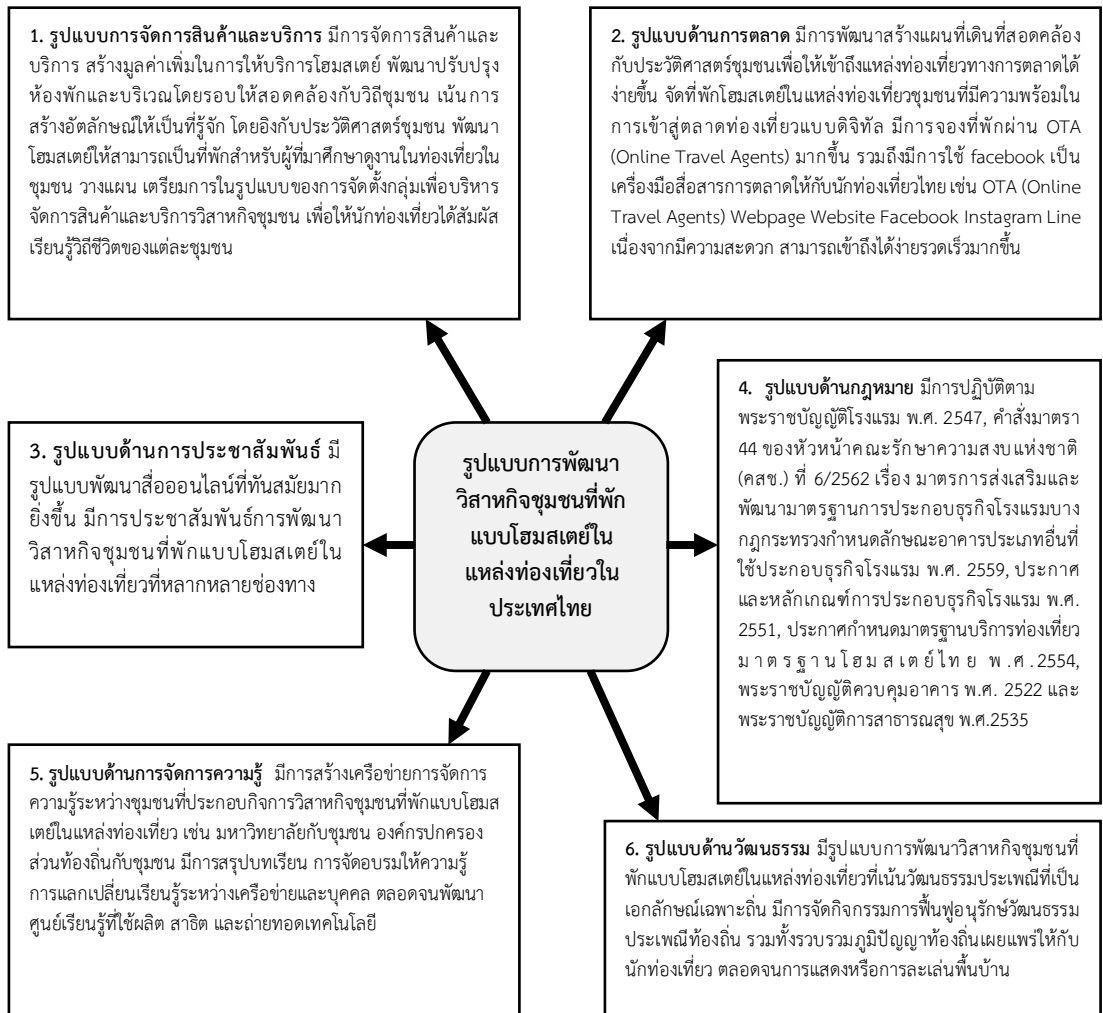 1. รูปแบบการจัดการสินค้าและบริการ มีการจัดการสินค้าและ
บริการ สร้างมูลค่าเพิ่มในการให้บริการโฮมสเตย์ พัฒนาปรับปรุง
ห้องพักและบริเวณโดยรอบให้สอดคล้องกับวิถีชุมชน เน้นการ
สร้างอัตลักษณ์ให้เป็นที่รู้จัก โดยอิงกับประวัติศาสตร์ชุมชน พัฒนา
โฮมสเตย์ให้สามารถเป็นที่พักสำหรับผู้ที่มาศึกษาดูงานในท่องเที่ยวใน
ชุมชน วางแผน เตรียมการในรูปแบบของการจัดตั้งกลุ่มเพื่อบริหาร
จัดการสินค้าและบริการวิสาหกิจชุมชน เพื่อให้นักท่องเที่ยวได้สัมผัส
เรียนรู้วิถีชีวิตของแต่ละชุมชน
2. รูปแบบด้านการตลาด มีการพัฒนาสร้างแผนที่เดินที่สอดคล้อง
กับประวัติศาสตร์ชุมชนเพื่อให้เข้าถึงแหล่งท่องเที่ยวทางการตลาดได้
ง่ายขึ้น จัดที่พักโฮมสเตย์ในแหล่งท่องเที่ยวชุมชนที่มีความพร้อมใน
การเข้าสู่ตลาดท่องเที่ยวแบบดิจิทัล มีการจองที่พักผ่าน OTA
(Online Travel Agents) มากขึ้น รวมถึงมีการใช้ facebook เป็น
เครื่องมือสื่อสารการตลาดให้กับนักท่องเที่ยวไทย เช่น OTA (Online
Travel Agents) Webpage Website Facebook Instagram Line
เนื่องจากมีความสะดวก สามารถเข้าถึงได้ง่ายรวดเร็วมากขึ้น
3. รูปแบบด้านการประชาสัมพันธ์ มี
รูปแบบพัฒนาสื่อออนไลน์ที่ทันสมัยมาก
ยิ่งขึ้น มีการประชาสัมพันธ์การพัฒนา
วิสาหกิจชุมชนที่พักแบบโฮมสเตย์ใน
แหล่งท่องเที่ยวที่หลากหลายช่องทาง
รูปแบบการพัฒนา
วิสาหกิจชุมชนที่พัก
แบบโฮมสเตย์ใน
แหล่งท่องเที่ยวใน
ประเทศไทย
4. รูปแบบด้านกฎหมาย มีการปฏิบัติตาม
พระราชบัญญัติโรงแรม พ.ศ. 2547, คำสั่งมาตรา
44 ของหัวหน้าคณะรักษาความสงบแห่งชาติ
(คสช.) ที่ 6/2562 เรื่อง มาตรการส่งเสริมและ
พัฒนามาตรฐานการประกอบธุรกิจโรงแรมบาง
กฎกระทรวงกำหนดลักษณะอาคารประเภทอื่นที่
ใช้ประกอบธุรกิจโรงแรม พ.ศ. 2559, ประกาศ
และหลักเกณฑ์การประกอบธุรกิจโรงแรม พ.ศ.
2551, ประกาศกำหนดมาตรฐานบริการท่องเที่ยว
มาตรฐานโฮมสเตย์ไทย พ.ศ.2554,
พระราชบัญญัติควบคุมอาคาร พ.ศ. 2522 และ
พระราชบัญญัติการสาธารณสุข พ.ศ.2535
5. รูปแบบด้านการจัดการความรู้ มีการสร้างเครือข่ายการจัดการ
ความรู้ระหว่างชุมชนที่ประกอบกิจการวิสาหกิจชุมชนที่พักแบบโฮมส
เตย์ในแหล่งท่องเที่ยว เช่น มหาวิทยาลัยกับชุมชน องค์กรปกครอง
ส่วนท้องถิ่นกับชุมชน มีการสรุปบทเรียน การจัดอบรมให้ความรู้
การแลกเปลี่ยนเรียนรู้ระหว่างเครือข่ายและบุคคล ตลอดจนพัฒนา
ศูนย์เรียนรู้ที่ใช้ผลิต สาธิต และถ่ายทอดเทคโนโลยี
6. รูปแบบด้านวัฒนธรรม มีรูปแบบการพัฒนาวิสาหกิจชุมชนที่
พักแบบโฮมสเตย์ในแหล่งท่องเที่ยวที่เน้นวัฒนธรรมประเพณีที่เป็น
เอกลักษณ์เฉพาะถิ่น มีการจัดกิจกรรมการฟื้นฟูอนุรักษ์วัฒนธรรม
ประเพณีท้องถิ่น รวมทั้งรวบรวมภูมิปัญญาท้องถิ่นเผยแพร่ให้กับ
นักท่องเที่ยว ตลอดจนการแสดงหรือการละเล่นพื้นบ้าน